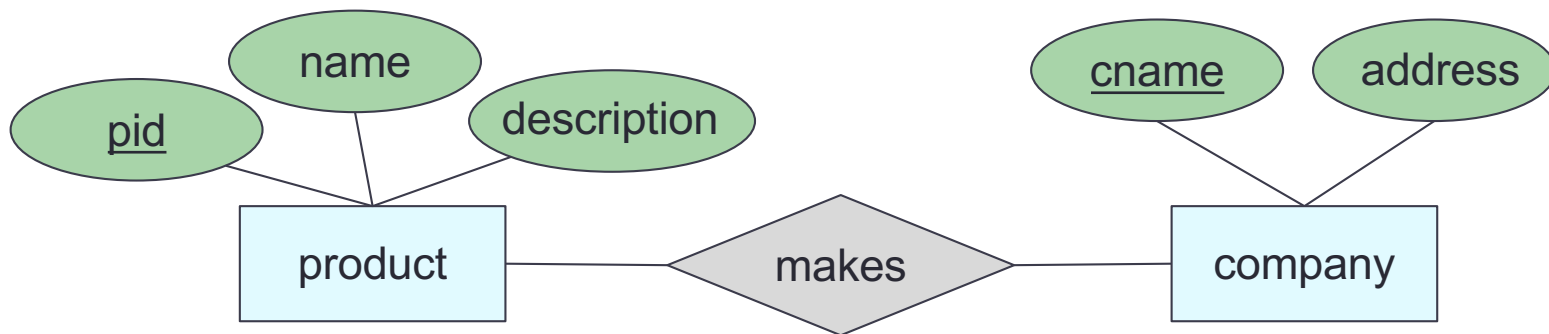 name
pid
description
cname
address
product
makes
company